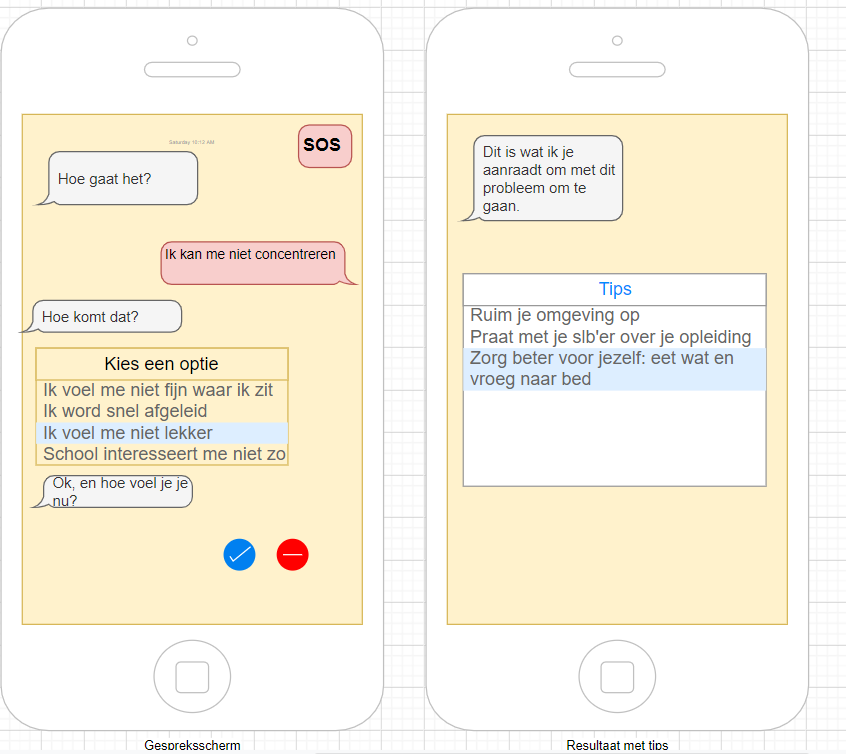 Saturday 10:12 AM
SOS
Hoe gaat het?
Ik kan me niet concentreren
Hoe komt dat?
Kies een optie
Ik voel me niet fijn waar ik zit
Ik word snel afgeleid
Ik voel me niet lekker
School interesseert me niet zo
Ok, en hoe voel je je
nu?
Gespreksscherm
Dit is wat ik je
aanraadt om met dit
probleem om te
gaan.
Tips
Ruim je omgeving op
Praat met je slb'er over je opleiding
Zorg beter voor jezelf: eet wat en
vroeg naar bed
Resultaat met tips